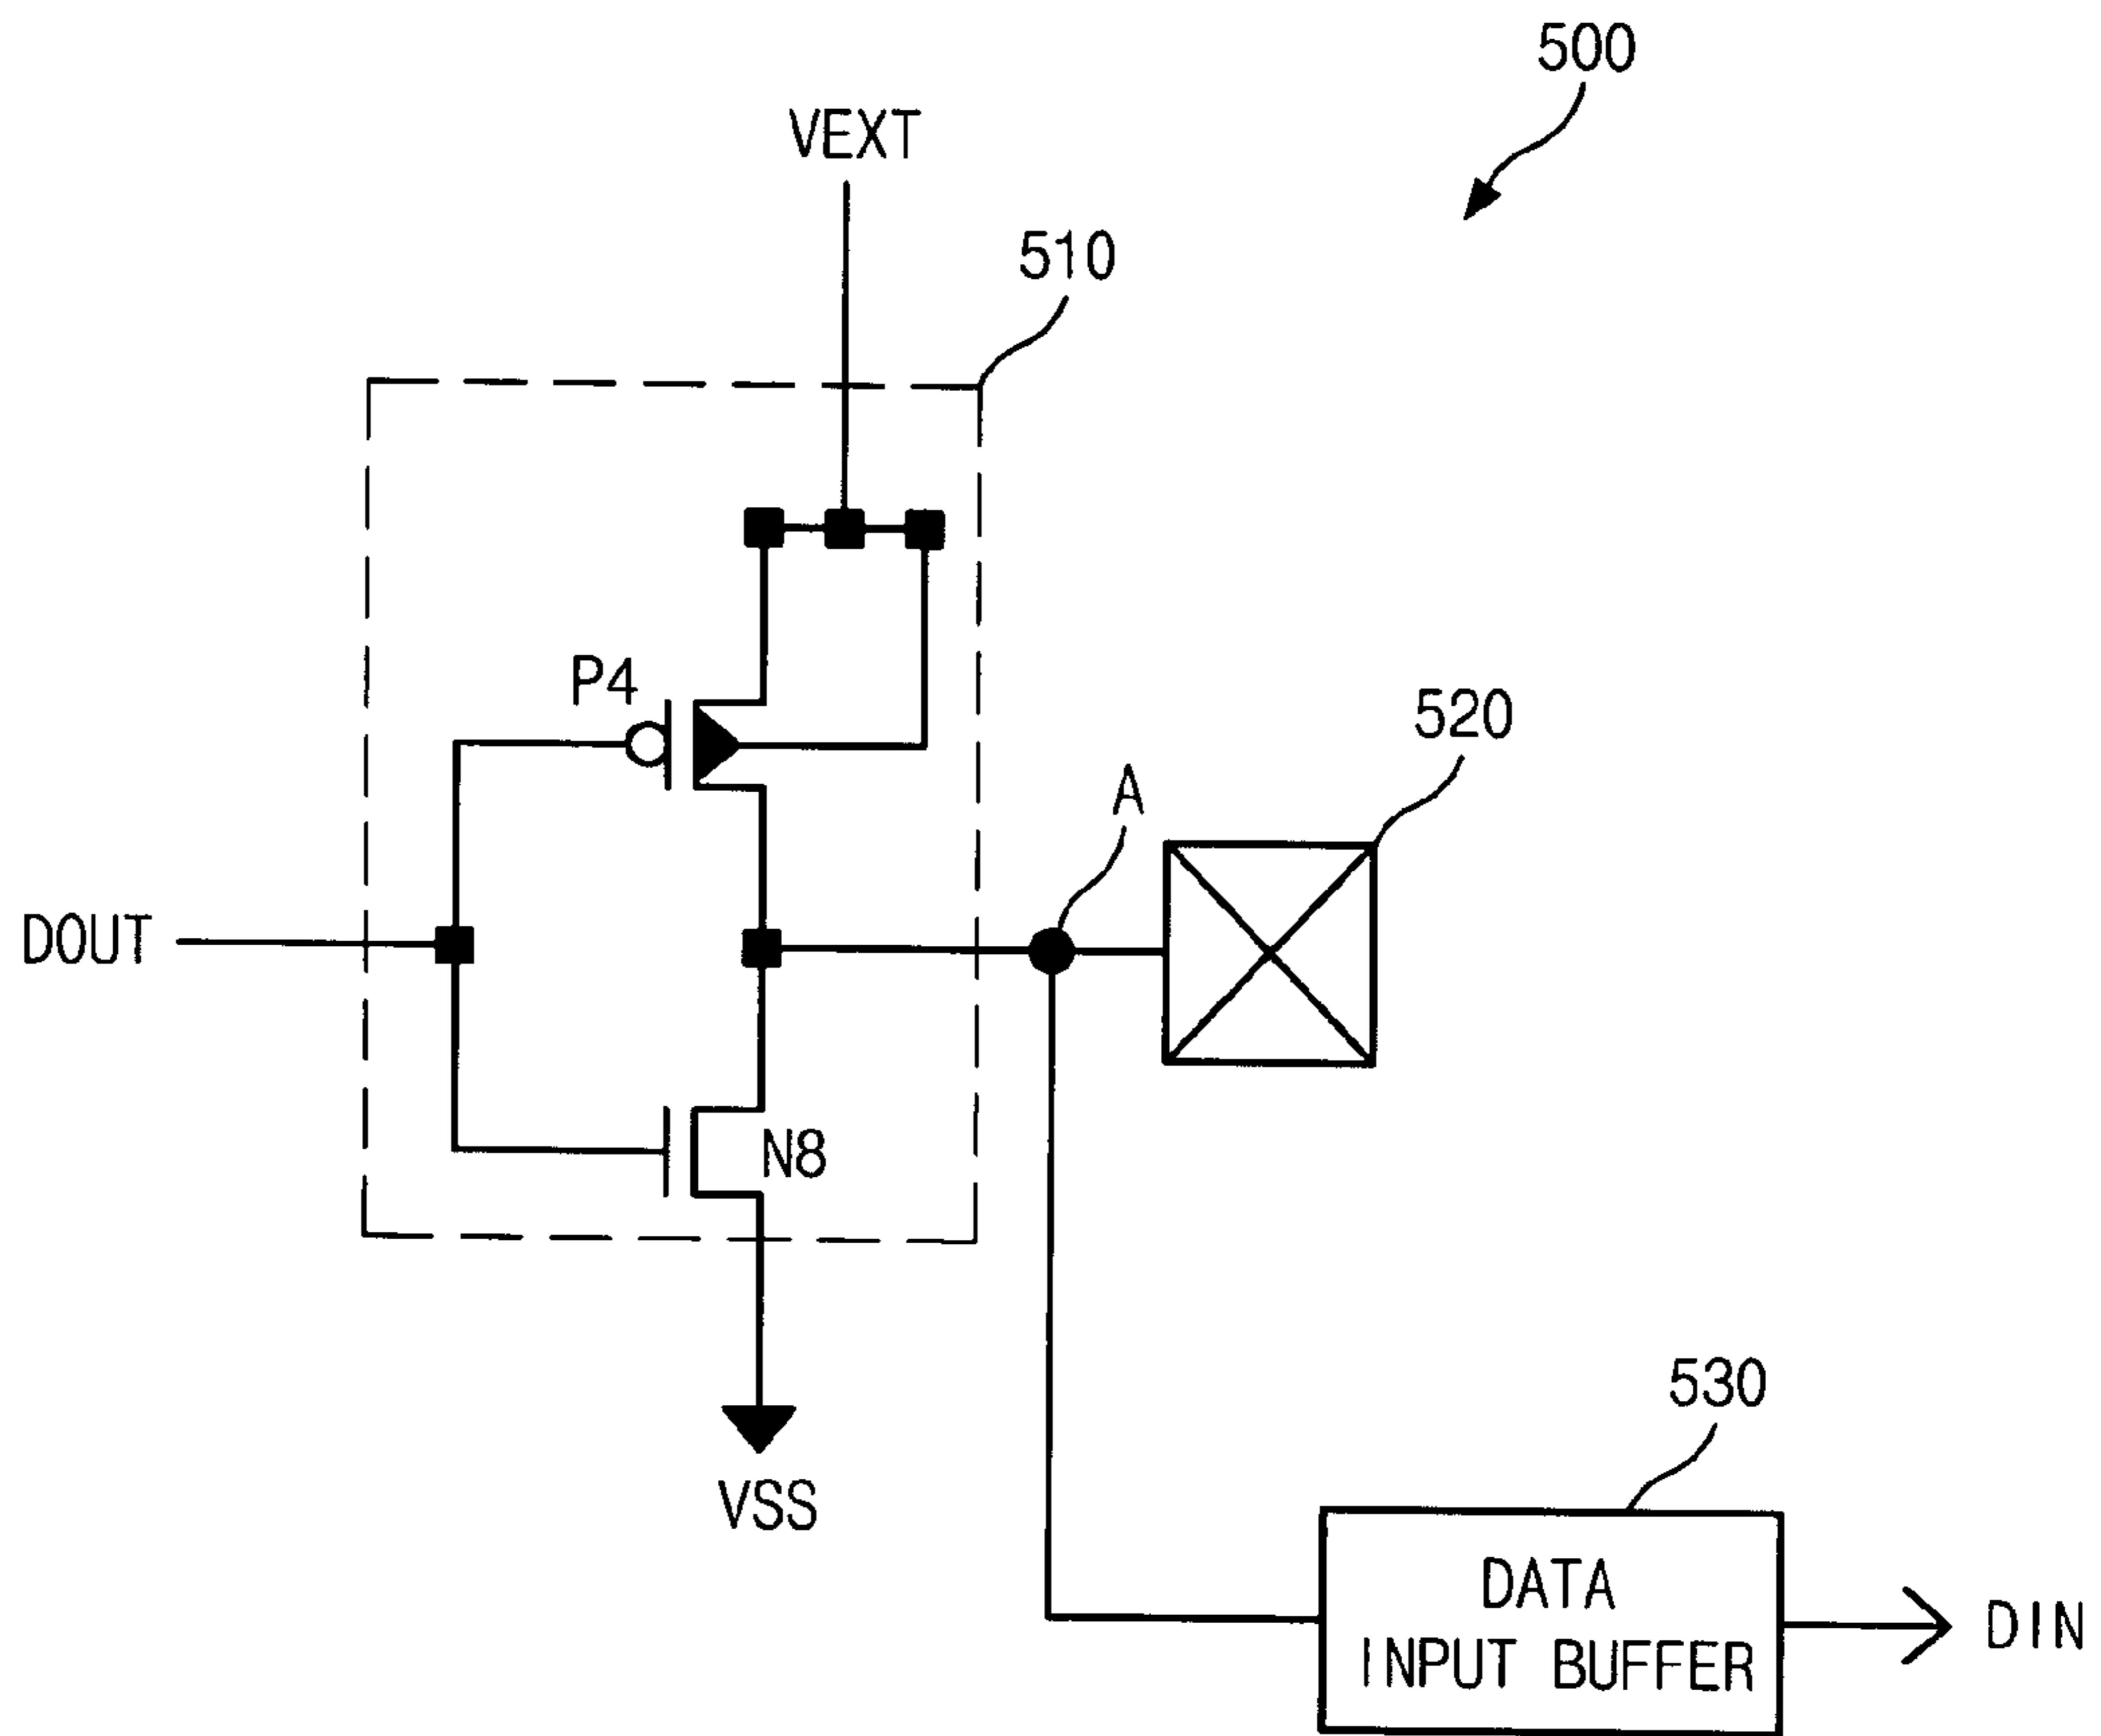 500
VEXT
510
P4
520
A
DOUT
N8
530
VSS
DATA
INPUT BUFFER
DIN